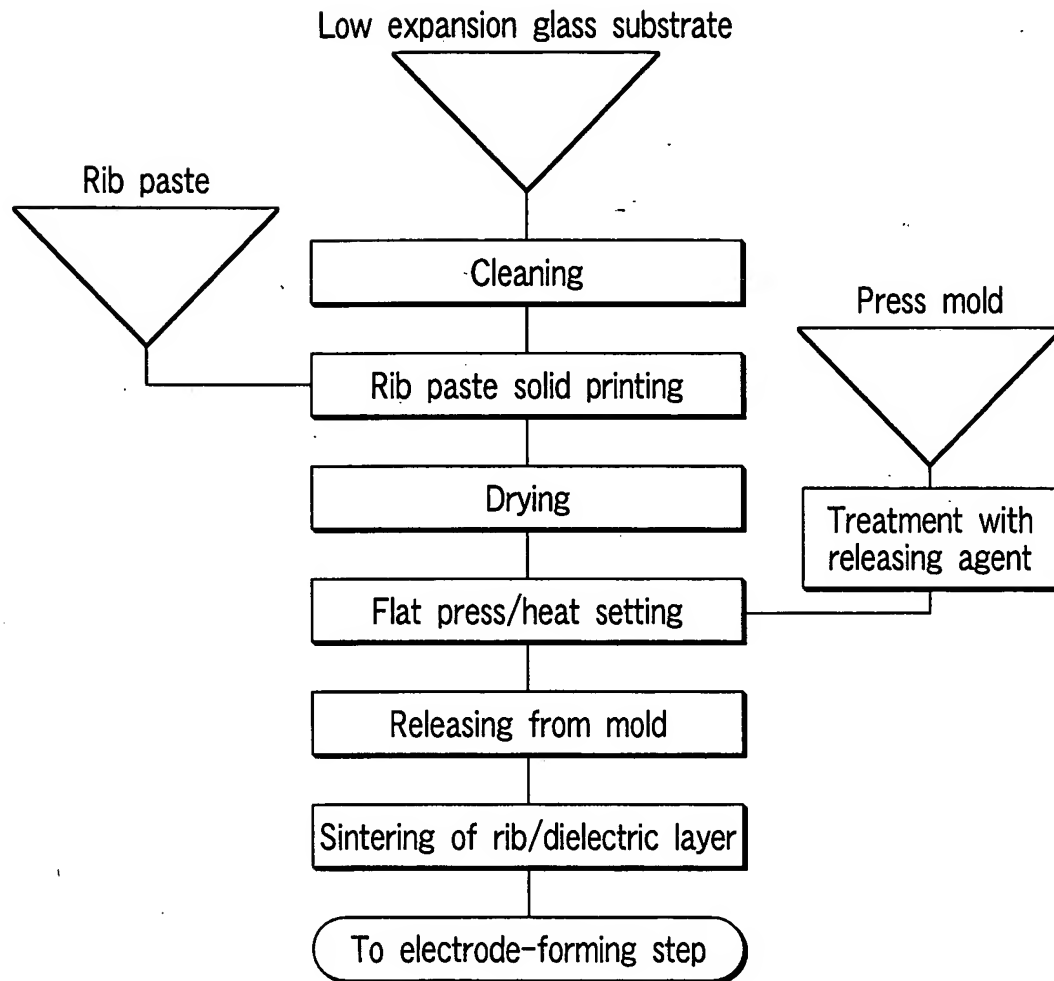 Low expansion glass substrate
Rib paste
Cleaning
Press mold
Rib paste solid printing
Drying
Treatment with
releasing agent
Flat press/heat setting
Releasing from mold
Sintering of rib/dielectric layer
To electrode-forming step